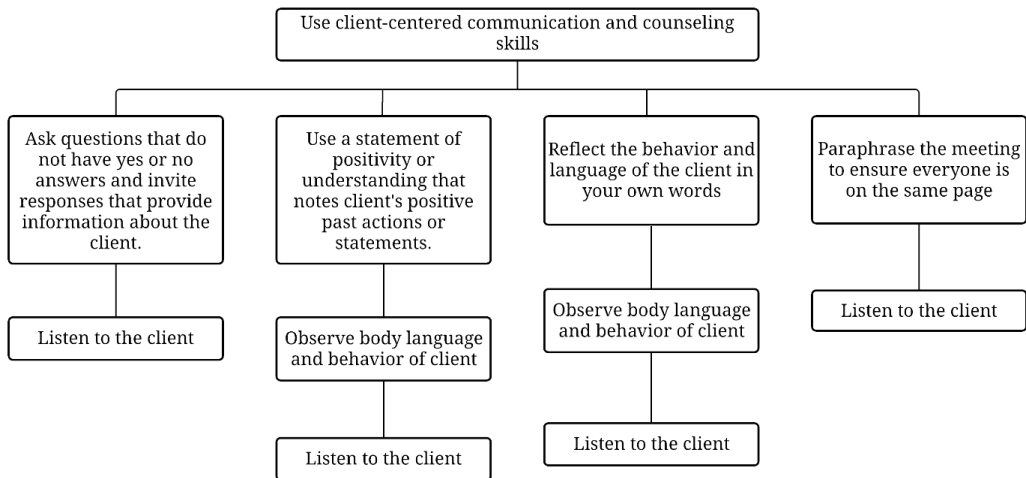 Use client-centered communication and counseling
skills
Ask questions that do
not have yes or no
answers and invite
responses that provide
information about the
client.
Use a statement of
positivity or
understanding that
notes client's positive
past actions or
statements.
Reflect the behavior and
language of the client in
your own words
Paraphrase the meeting
to ensure everyone is
on the same page
Listen to the client
Observe body language
and behavior of client
Observe body language
and behavior of client
Listen to the client
Listen to the client
Listen to the client